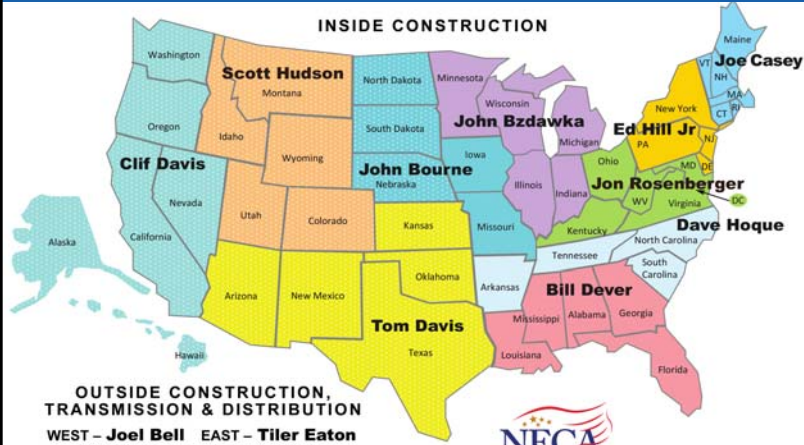 INSIDE CONSTRUCTION
Washington
Oregon
Clif Davis
Nevada
California
Alaska
Hawaii
Scott Hudson
Montana
Idaho
Wyoming
Utah
Colorado
North Dakota
South Dakota
John Bourne
Nebraska
Iowa
Missouri
Kansas
Oklahoma
Arizona
New Mexico
Tom Davis
Texas
Minnesota
Wisconsin
John Bzdawka
Michigan
Illinois
Indiana
Maine
VT
Joe Casey
NH
MA
RI
CT
New York
Ed Hill Jr
PA
NJ
DE
Ohio
MD
Jon Rosenberger
WV
Virginia
DC
Kentucky
Dave Hoque
North Carolina
Tennessee
South
Carolina
Arkansas
Bill Dever
Mississippi
Alabama
Georgia
Louisiana
Florida
OUTSIDE CONSTRUCTION,
TRANSMISSION & DISTRIBUTION
WEST – Joel Bell EAST – Tiler Eaton
NECA